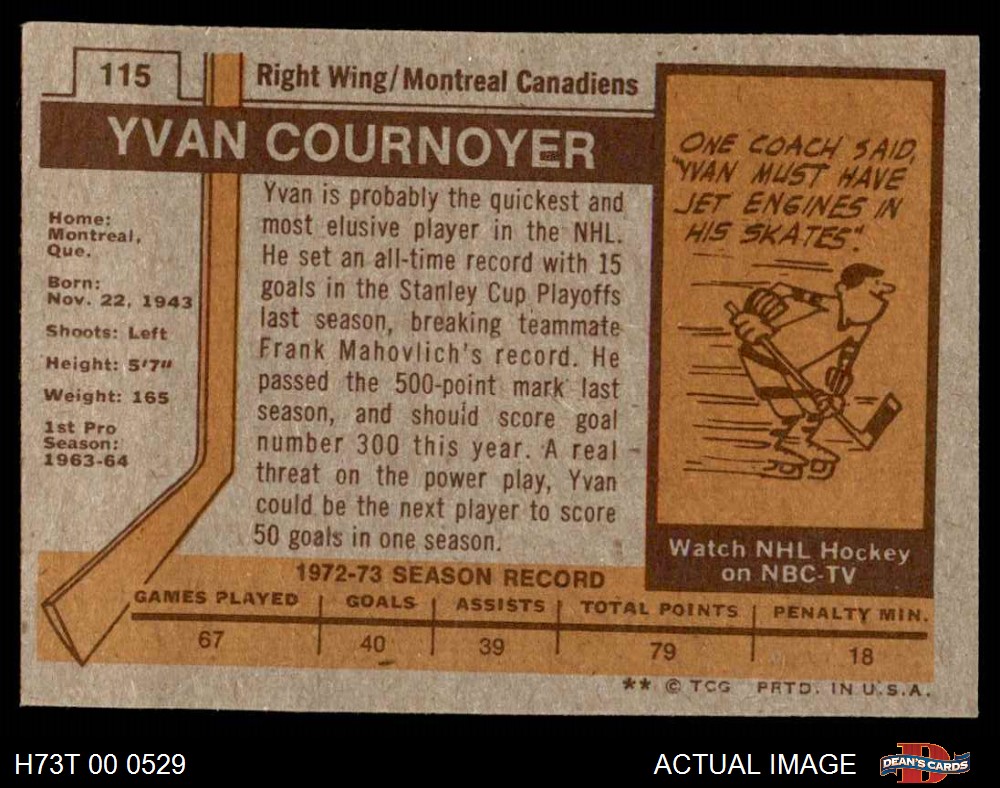 115
Right Wing/Montreal Canadiens
YVAN COURNOYER
Home:
Montreal,
Que.
Born:
Nov. 22, 1943
Shoots: Left
Height: 5'7"
Weight: 165
1st Pro
Season:
1963-64
Yvan is probably the quickest and
most elusive player in the NHL.
He set an all-time record with 15
goals in the Stanley Cup Playoffs
last season, breaking teammate
Frank Mahovlich's record. He
passed the 500-point mark last
season, and should score goal
number 300 this year. A real
threat on the power play, Yvan
could be the next player to score
50 goals in one season.
ONE COACH SAID,
"YVAN MUST HAVE
JET ENGINES IN
HIS SKATES".
Watch NHL Hockey
on NBC-TV
1972-73 SEASON RECORD
GAMES PLAYED GOALS ASSISTS TOTAL POINTS PENALTY MIN.
67 40 39 79 18
** © TCG PRTD. IN U.S.A.
H73T 00 0529
ACTUAL IMAGE
D
DEAN'S CARDS